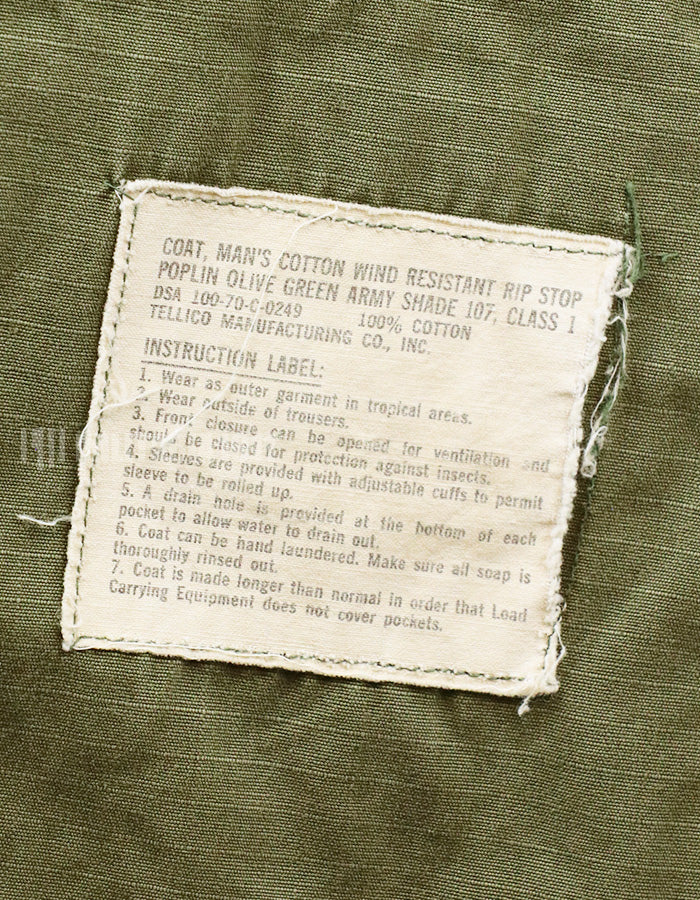 COAT, MAN'S COTTON WIND RESISTANT RIP STOP
POPLIN OLIVE GREEN ARMY SHADE 107, CLASS 1
DSA 100-70-C-0249 100% COTTON
TELLICO MANUFACTURING CO., INC.
INSTRUCTION LABEL:
1. Wear as outer garment in tropical areas.
2. Wear outside of trousers.
3. Front closure can be opened for ventilation and
should be closed for protection against insects.
4. Sleeves are provided with adjustable cuffs to permit
sleeve to be rolled up.
5. A drain hole is provided at the bottom of each
pocket to allow water to drain out.
6. Coat can be hand laundered. Make sure all soap is
thoroughly rinsed out.
7. Coat is made longer than normal in order that Load
Carrying Equipment does not cover pockets.